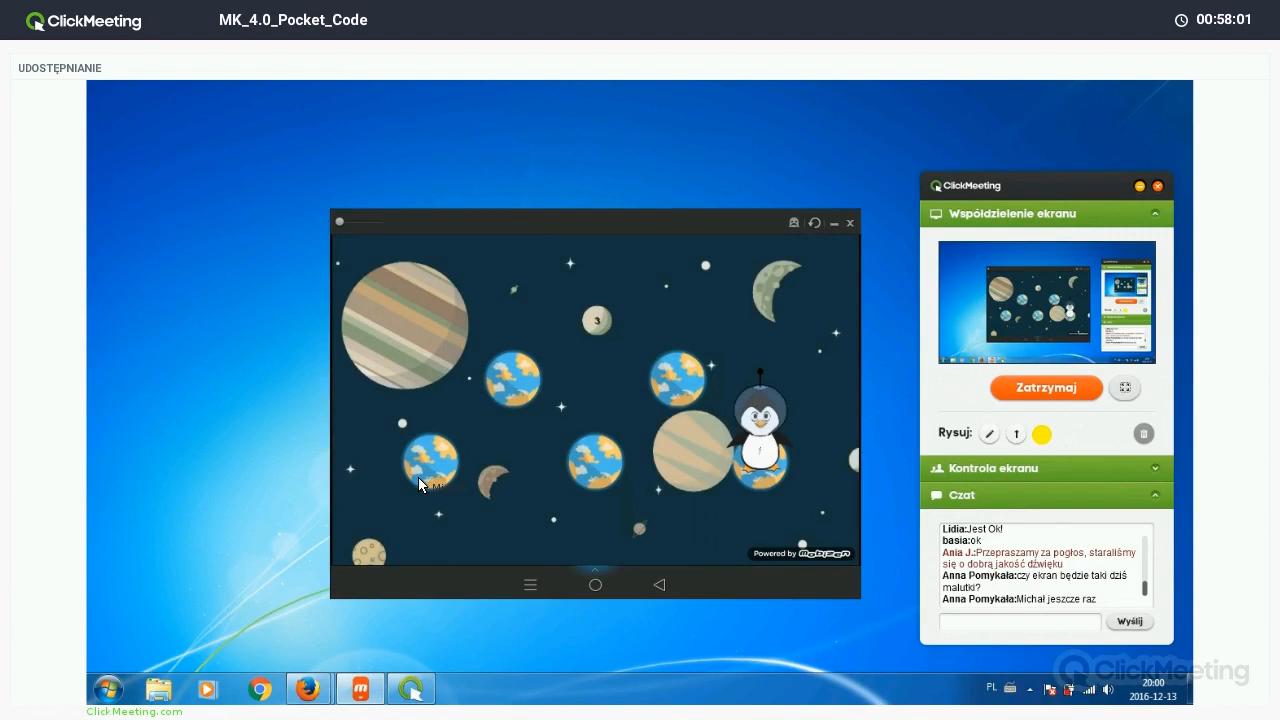 ClickMeeting
MK_4.0_Pocket_Code
00:58:01
UDOSTĘPNIANIE
ClickMeeting
Współdzielenie ekranu
3
Zatrzymaj
Rysuj:
Kontrola ekranu
Czat
Lidia:Jest Ok!
basia:ok
Ania J.:Przepraszamy za pogłos, staraliśmy
się o dobrą jakość dźwięku
Anna Pomykała:czy ekran będzie taki dziś
malutki?
Anna Pomykała:Michał jeszcze raz
Wyślij
Powered by mobizen
ClickMeeting
PL
20:00
2016-12-13
ClickMeeting.com